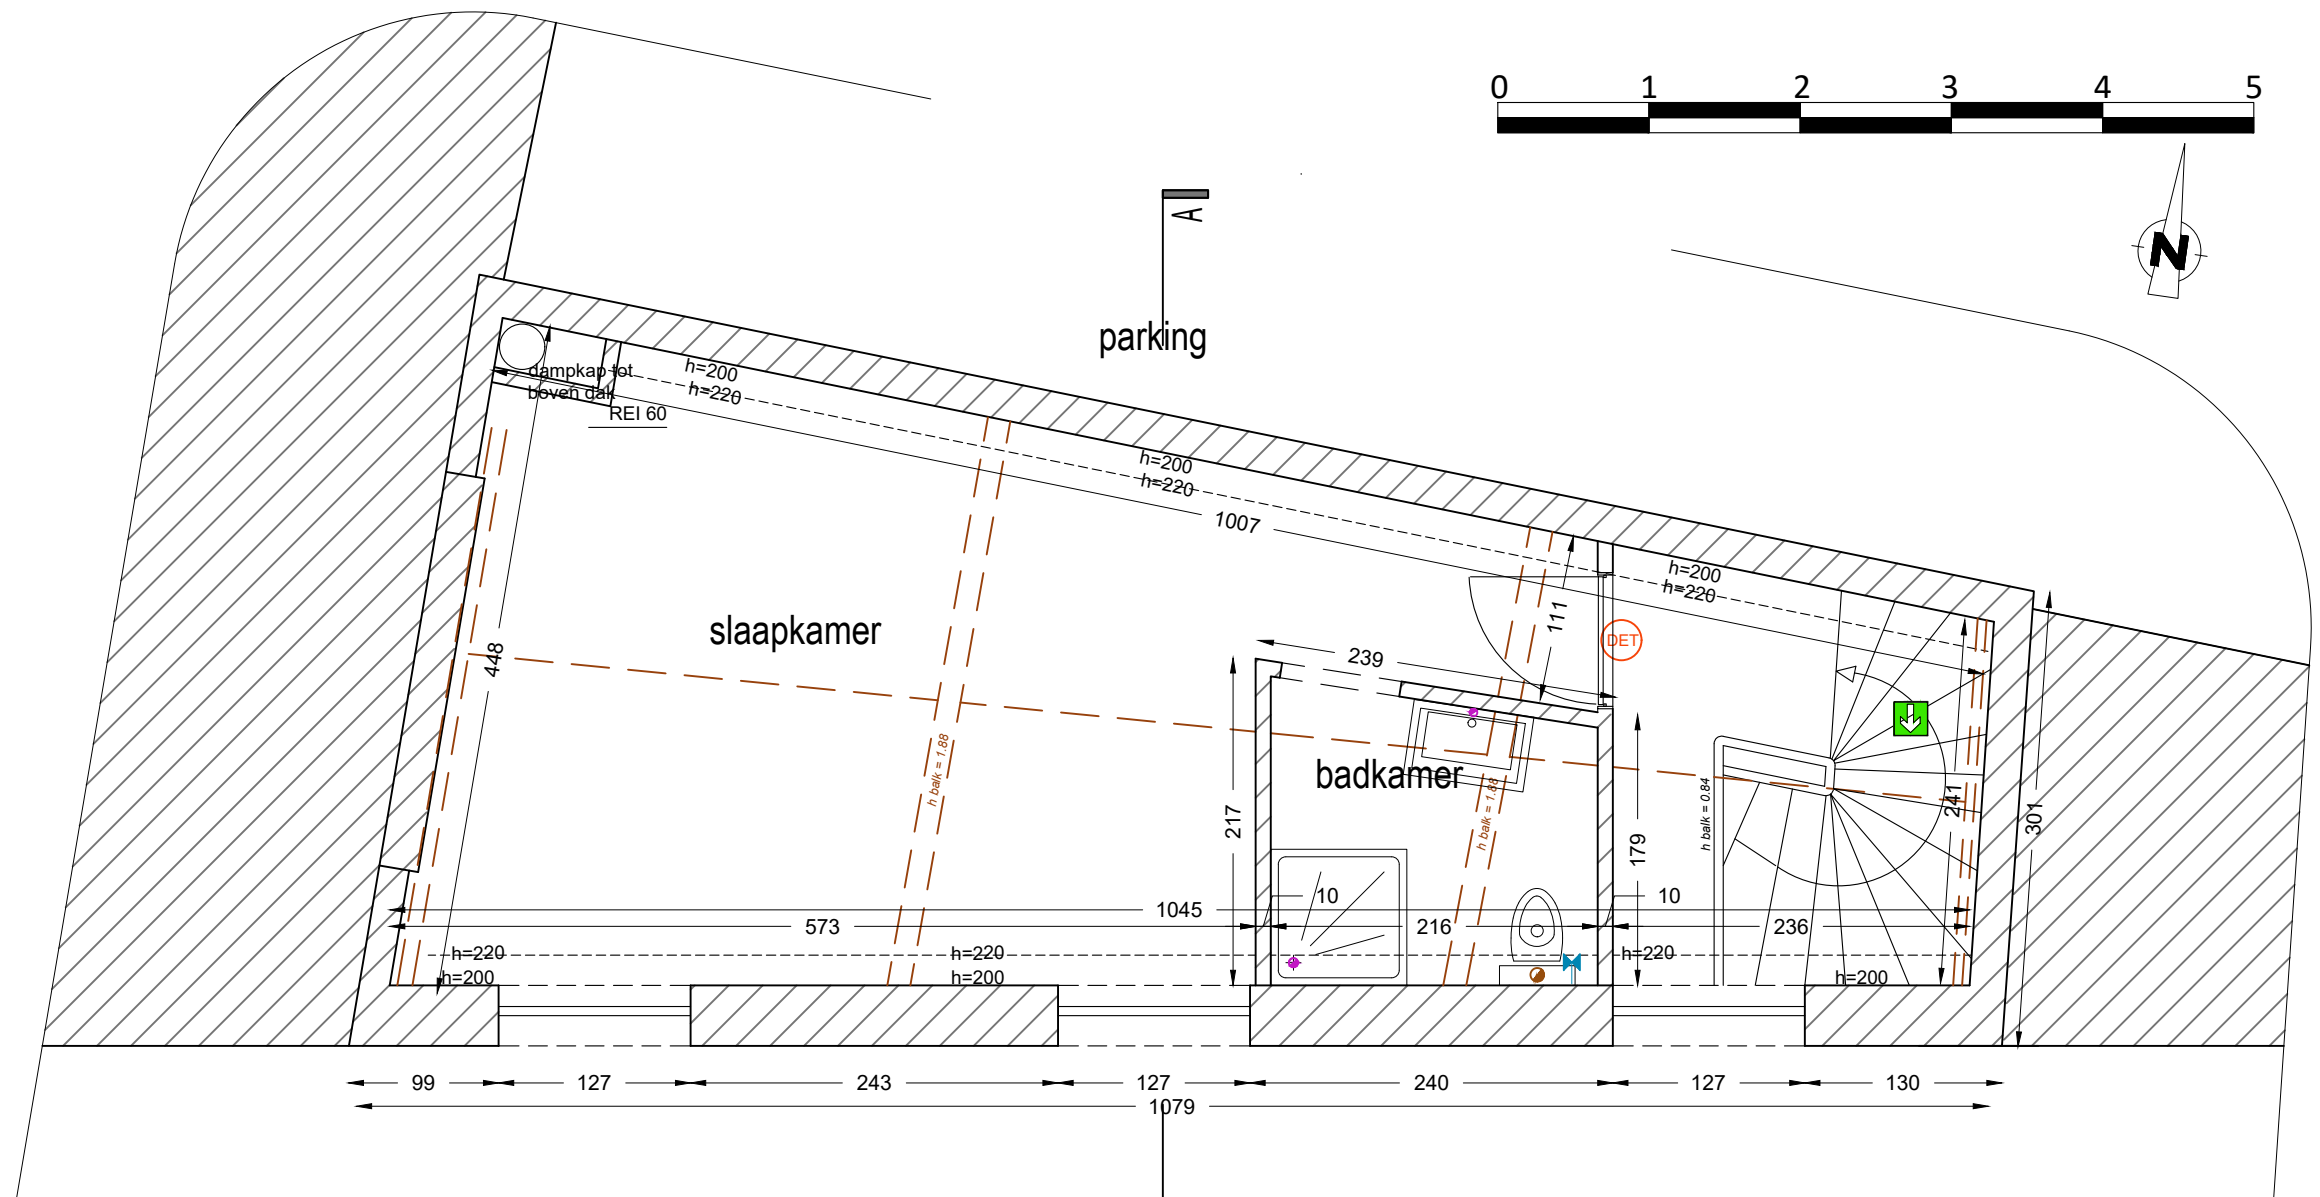 0 1 2 3 4 5
N
A
parking
dampkap tot
boven dak
REI 60
h=200
h=220
h=200
h=220
1007
h=200
h=220
111
DET
239
slaapkamer
448
badkamer
h balk = 1.88
h balk = 1.88
h balk = 0.84
217
179
241
301
10
10
1045
573
216
236
h=220
h=220
h=220
h=200
h=200
h=200
99 127 243 127 240 127 130
1079